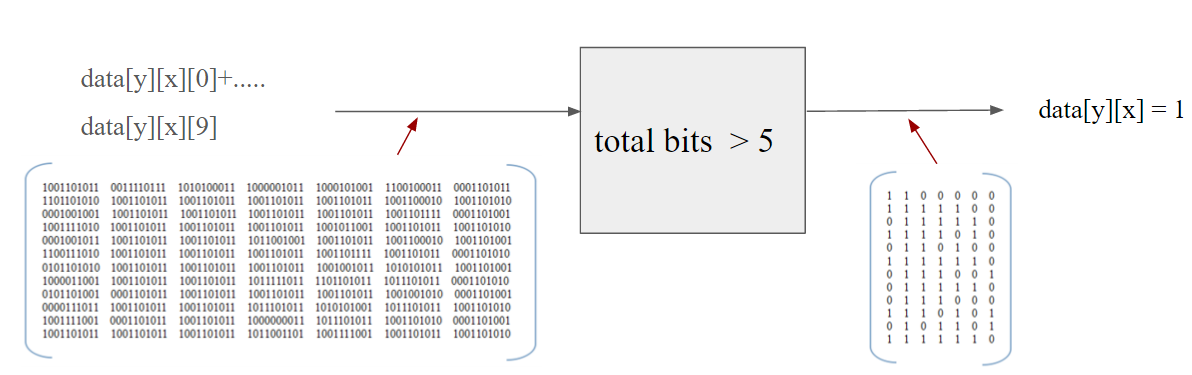 data[y][x][0]+.....
data[y][x][9]
total bits > 5
data[y][x] = 1
1001101011 0011110111 1010100011 1000001011 1000101001 1100100011 0001101011
1101101010 1001101011 1001101011 1001101011 1001101011 1001100010 1001101010
0001001001 1001101011 1001101011 1001101011 1001101011 1001101111 0001101001
1001111010 1001101011 1001101011 1001101011 1001011001 1001101011 1001101010
0001001011 1001101011 1001101011 1011001001 1001101011 1001100010 1001101001
1100111010 1001101011 1001101011 1001101011 1001101111 1001101011 0001101010
0101101010 1001101011 1001101011 1001101011 1001001011 1010101011 1001101001
1000011001 1001101011 1001101011 1011111011 1101101011 1011101011 0001101010
0101101001 0001101011 1001101011 1001101011 1001101011 1001001010 0001101001
0000111011 1001101011 1001101011 1011101011 1010101001 1011101011 1001101010
1001111001 0001101011 1001101011 1000000011 1011101011 1001101010 0001101001
1001101011 1001101011 1001101011 1011001101 1001111001 1001101011 1001101010
1 1 0 0 0 0 0
1 1 1 1 1 0 0
0 1 1 1 1 1 0
1 1 1 1 0 1 0
0 1 1 0 1 0 0
1 1 1 1 1 1 0
0 1 1 1 0 0 1
0 1 1 1 1 1 0
0 1 1 1 0 0 0
1 0 1 1 1 0 1
0 1 0 1 1 0 1
1 1 1 1 1 1 0